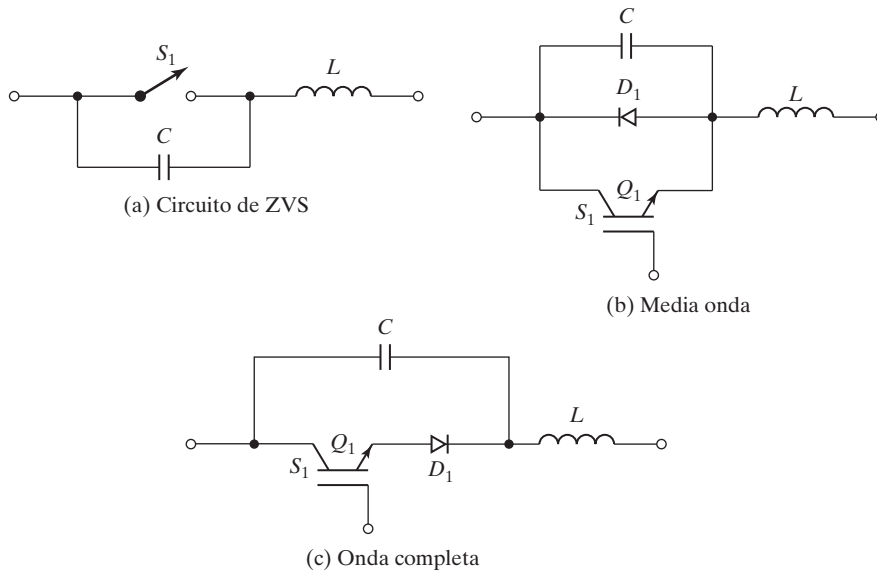 S1
L
C
(a) Circuito de ZVS
C
D1
L
Q1
S1
(b) Media onda
C
L
Q1
S1
D1
(c) Onda completa